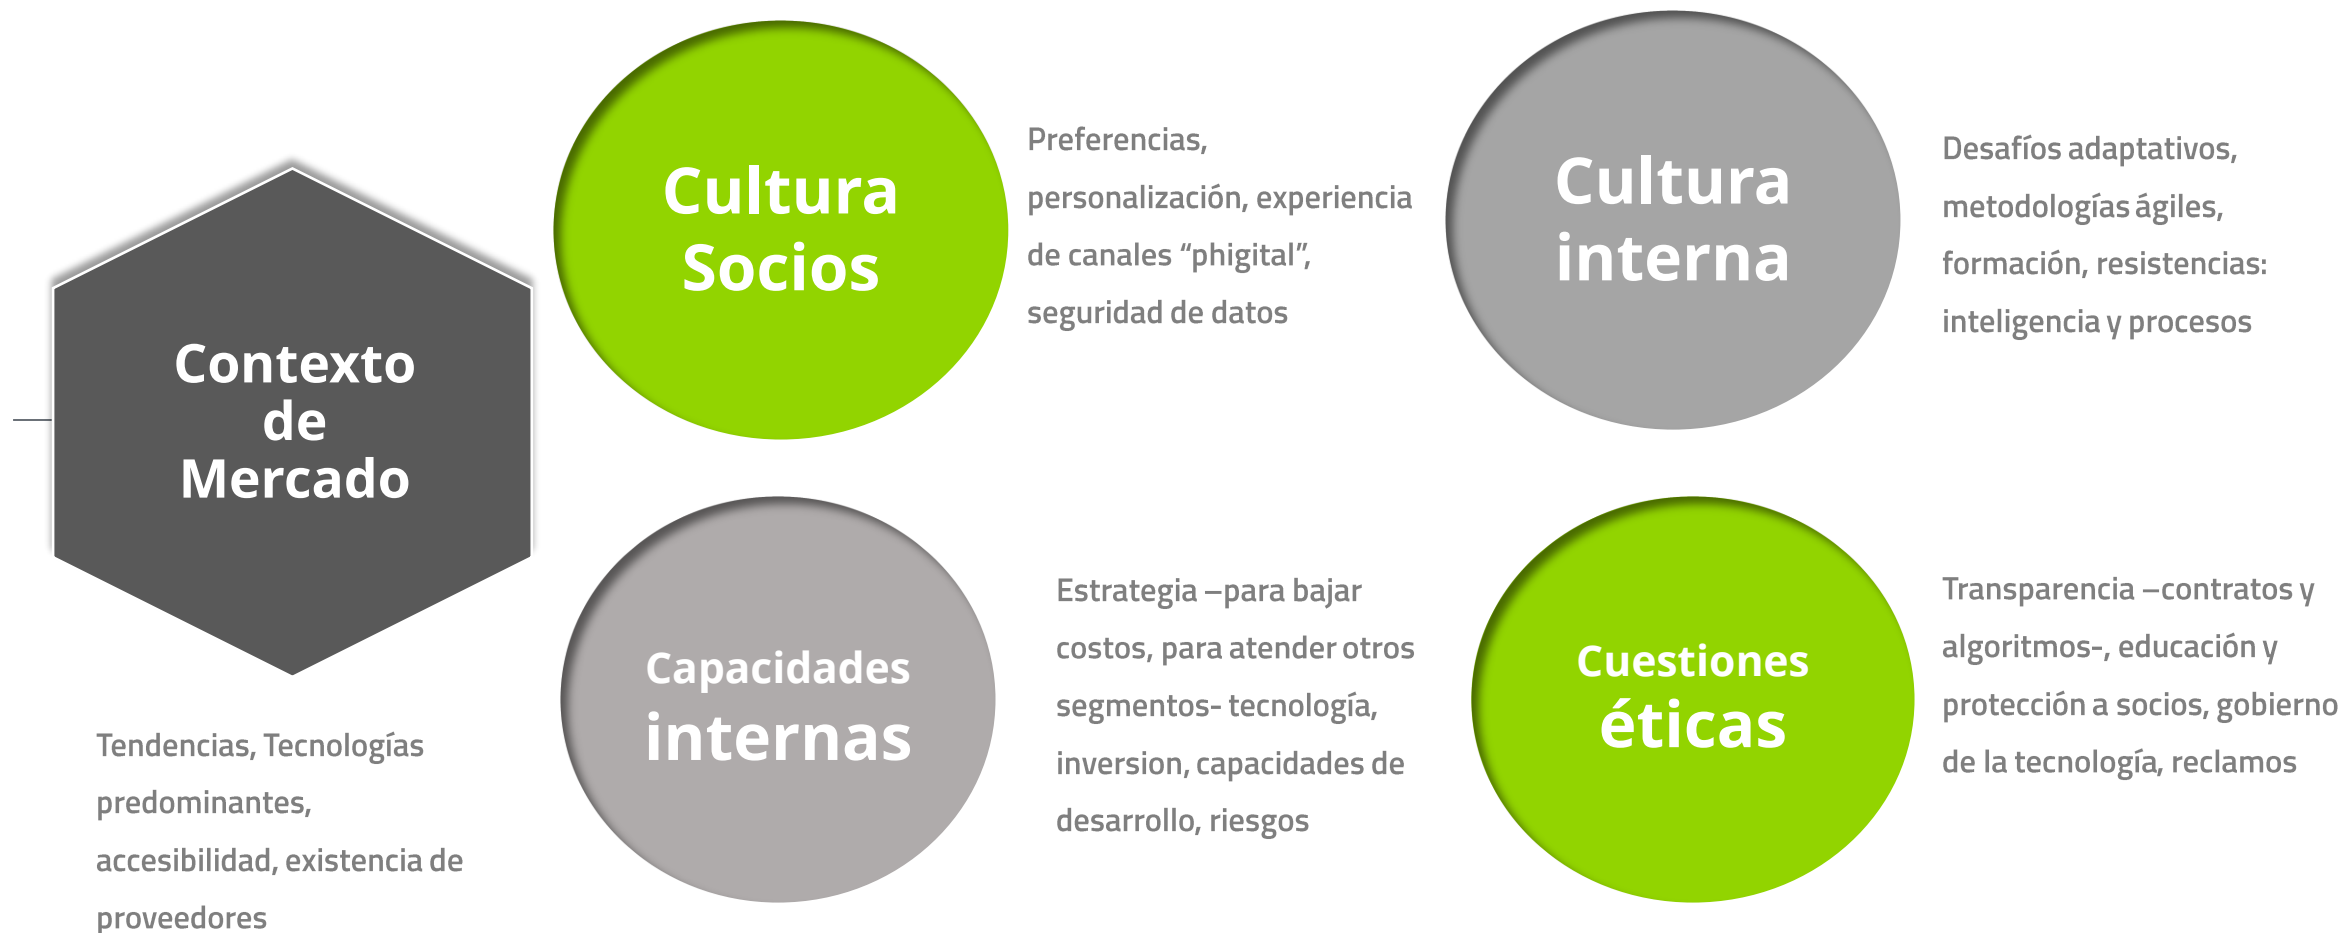 Contexto
de
Mercado
Tendencias, Tecnologías
predominantes,
accesibilidad, existencia de
proveedores
Cultura
Socios
Preferencias,
personalización, experiencia
de canales “phigital”,
seguridad de datos
Cultura
interna
Desafíos adaptativos,
metodologías ágiles,
formación, resistencias:
inteligencia y procesos
Capacidades
internas
Estrategia –para bajar
costos, para atender otros
segmentos- tecnología,
inversion, capacidades de
desarrollo, riesgos
Cuestiones
éticas
Transparencia –contratos y
algoritmos-, educación y
protección a socios, gobierno
de la tecnología, reclamos